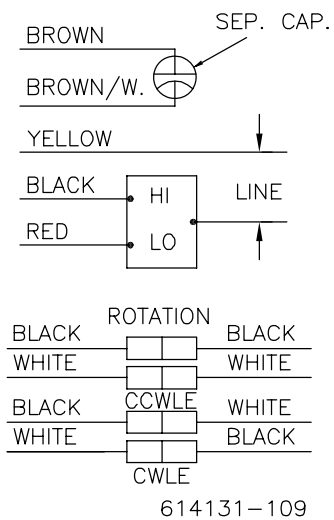 SEP. CAP.
BROWN
BROWN/W.
YELLOW
BLACK HI LINE
RED LO
ROTATION
BLACK BLACK
WHITE WHITE
CCWLE
BLACK WHITE
WHITE BLACK
CWLE
614131-109